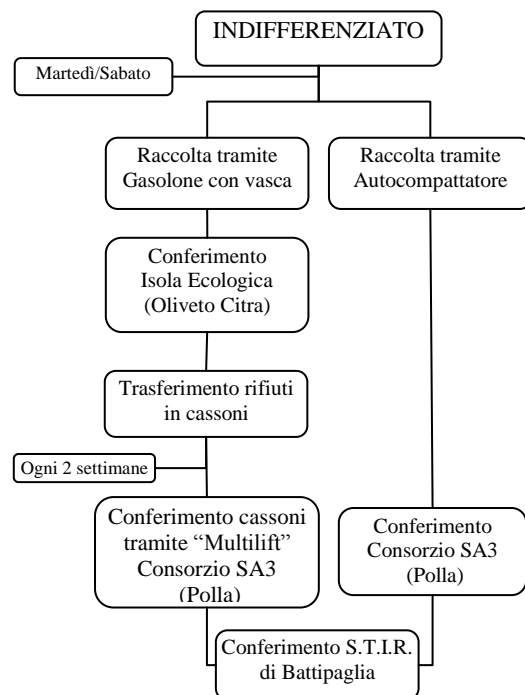 INDIFFERENZIATO
Martedì/Sabato
Raccolta tramite
Gasolone con vasca
Raccolta tramite
Autocompattatore
Conferimento
Isola Ecologica
(Oliveto Citra)
Trasferimento rifiuti
in cassoni
Ogni 2 settimane
Conferimento cassoni
tramite “Multilift”
Consorzio SA3
(Polla)
Conferimento
Consorzio SA3
(Polla)
Conferimento S.T.I.R.
di Battipaglia